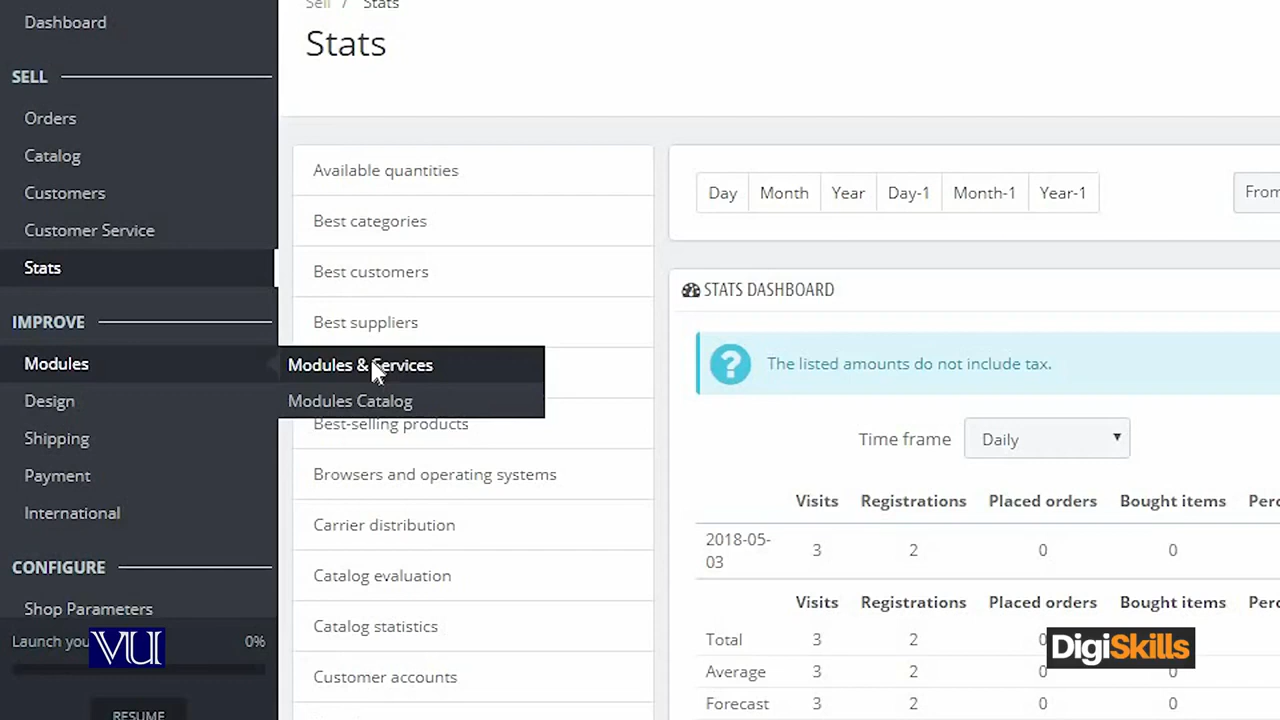 Dashboard
SELL
Orders
Catalog
Customers
Customer Service
Stats
IMPROVE
Modules
Design
Shipping
Payment
International
CONFIGURE
Shop Parameters
Launch you
0%
VU
RESUME
Modules & Services
Modules Catalog
Sell / Stats
Stats
Available quantities
Best categories
Best customers
Best suppliers
Best-selling products
Browsers and operating systems
Carrier distribution
Catalog evaluation
Catalog statistics
Customer accounts
Day Month Year Day-1 Month-1 Year-1 From
STATS DASHBOARD
? The listed amounts do not include tax.
Time frame Daily
Visits Registrations Placed orders Bought items Perc
2018-05-
03
3 2 0 0
Visits Registrations Placed orders Bought items Perc
Total 3 2 0
Average 3 2 0 0
Forecast 3 2 0 0
DigiSkills